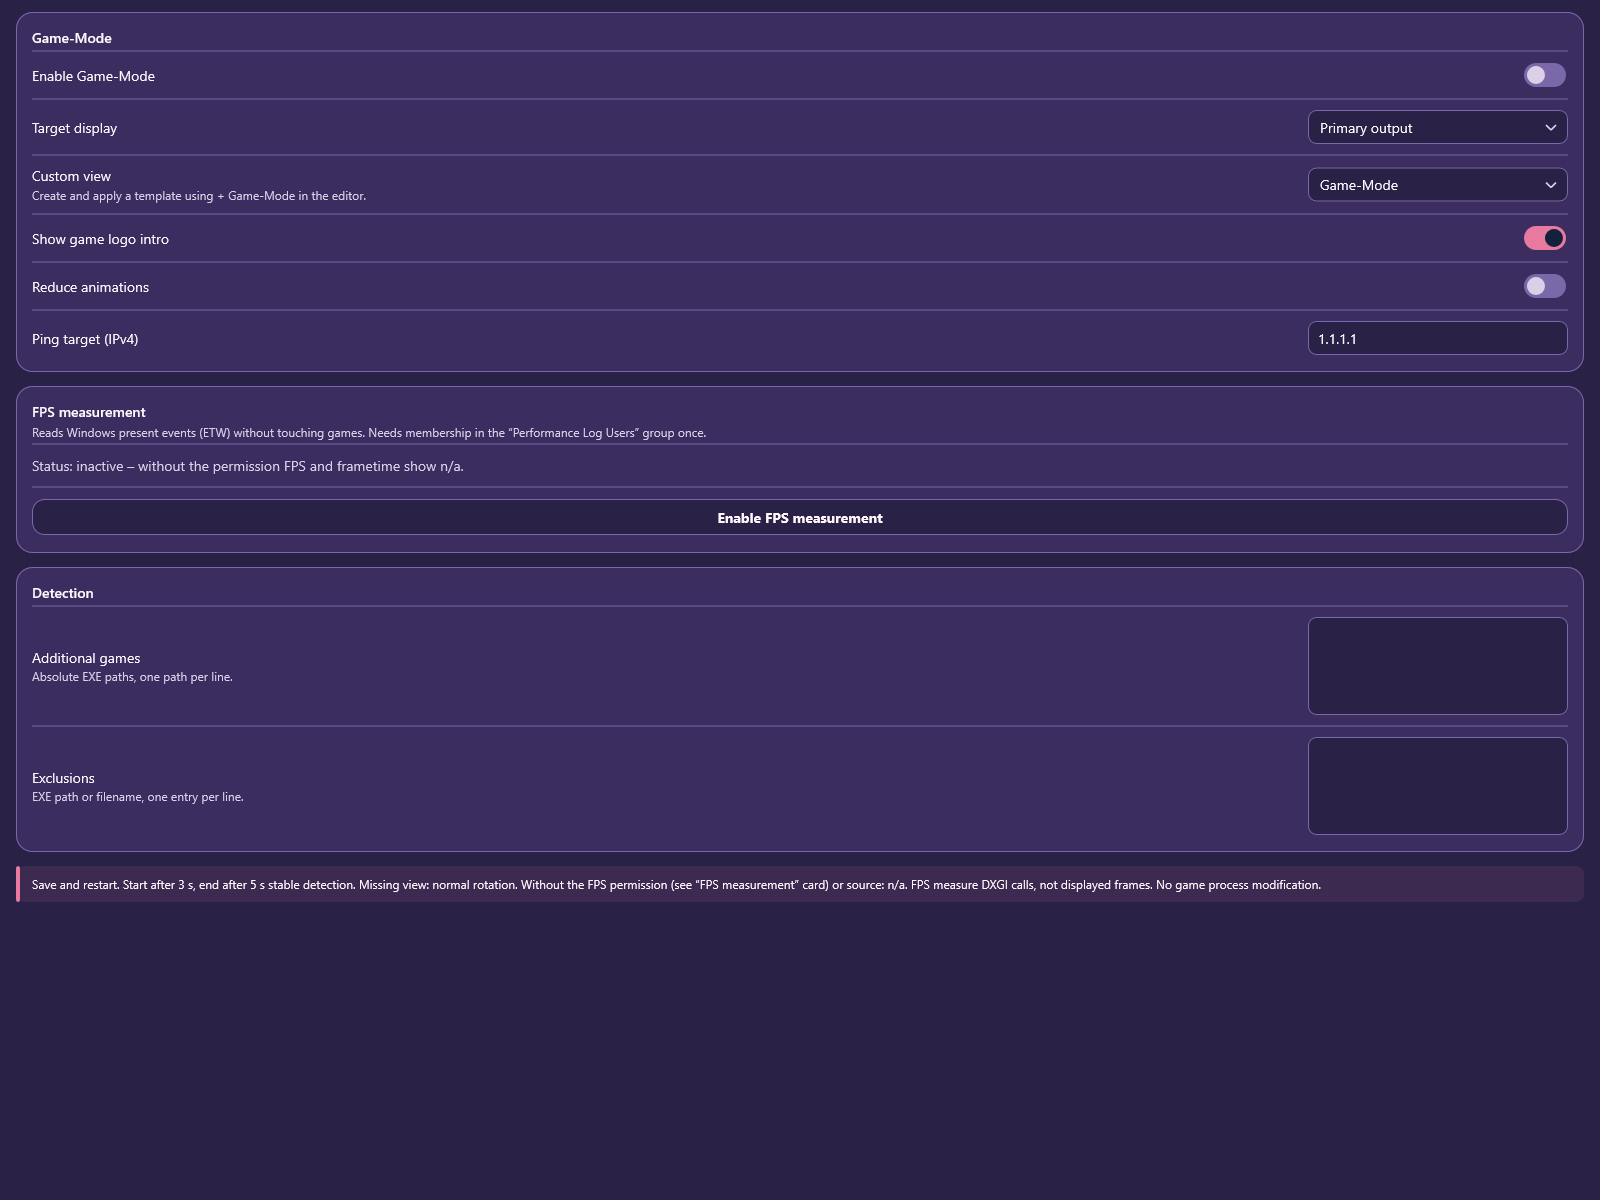 Game-Mode
Enable Game-Mode
Target display
Primary output
Custom view
Create and apply a template using + Game-Mode in the editor.
Game-Mode
Show game logo intro
Reduce animations
Ping target (IPv4)
1.1.1.1
FPS measurement
Reads Windows present events (ETW) without touching games. Needs membership in the “Performance Log Users” group once.
Status: inactive – without the permission FPS and frametime show n/a.
Enable FPS measurement
Detection
Additional games
Absolute EXE paths, one path per line.
Exclusions
EXE path or filename, one entry per line.
Save and restart. Start after 3 s, end after 5 s stable detection. Missing view: normal rotation. Without the FPS permission (see “FPS measurement” card) or source: n/a. FPS measure DXGI calls, not displayed frames. No game process modification.